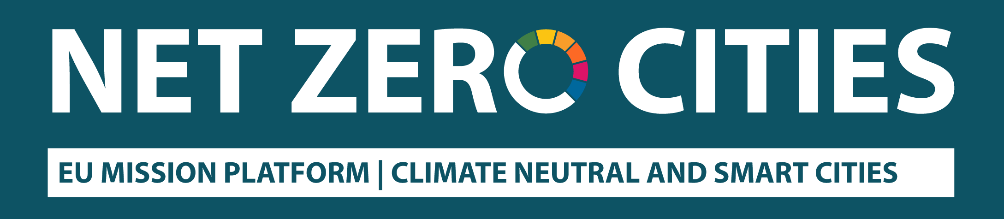 NET ZERO CITIES
EU MISSION PLATFORM | CLIMATE NEUTRAL AND SMART CITIES